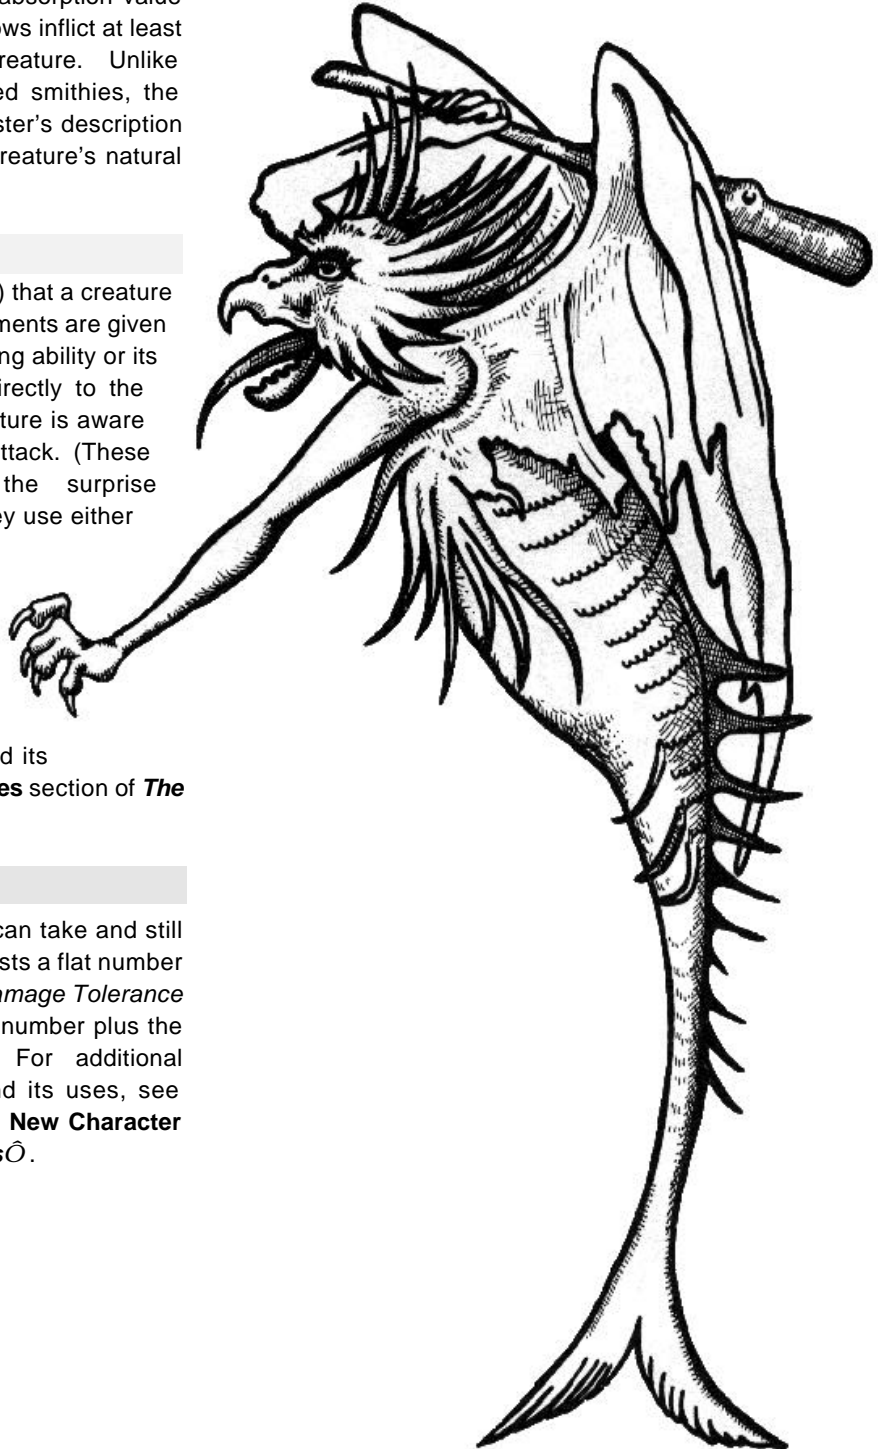 absorption value
ows inflict at least
reature. Unlike
ed smithies, the
ster’s description
reature’s natural
) that a creature
ments are given
ng ability or its
irectly to the
ture is aware
ttack. (These
the surprise
ey use either
d its
es section of The
can take and still
sts a flat number
amage Tolerance
number plus the
For additional
nd its uses, see
New Character
sÔ.